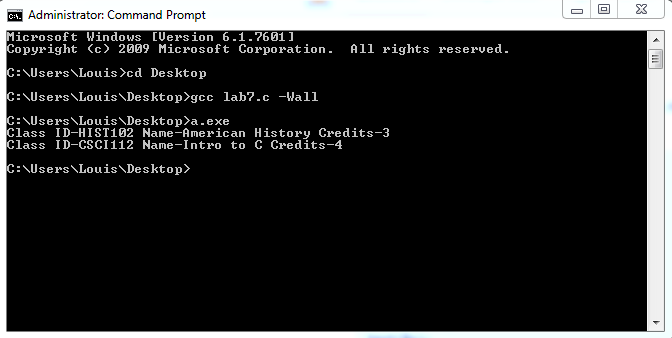 Administrator: Command Prompt
Microsoft Windows [Version 6.1.7601]
Copyright (c) 2009 Microsoft Corporation.  All rights reserved.
C:\Users\Louis>cd Desktop
C:\Users\Louis\Desktop>gcc lab7.c -Wall
C:\Users\Louis\Desktop>a.exe
Class ID-HIST102 Name-American History Credits-3
Class ID-CSCI112 Name-Intro to C Credits-4
C:\Users\Louis\Desktop>